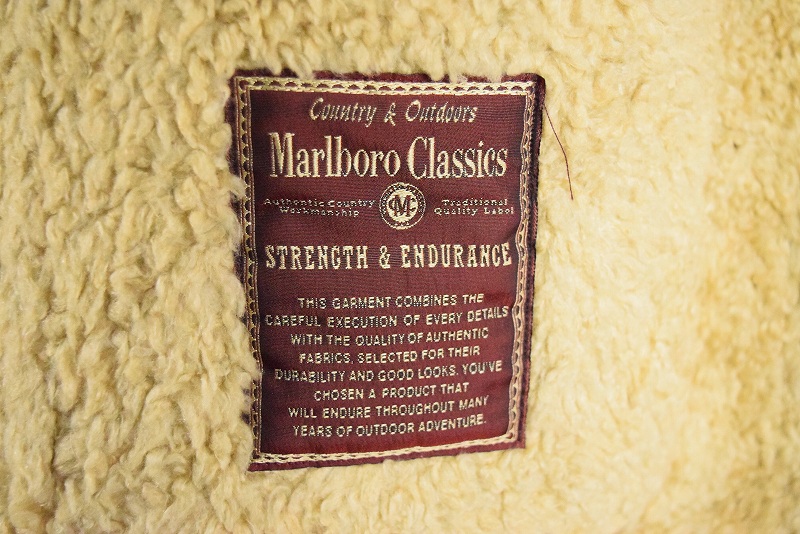 Country & Outdoors
Marlboro Classics
Authentic Country Workmanship
MC
Traditional Quality Label
STRENGTH & ENDURANCE
THIS GARMENT COMBINES THE
CAREFUL EXECUTION OF EVERY DETAILS
WITH THE QUALITY OF AUTHENTIC
FABRICS, SELECTED FOR THEIR
DURABILITY AND GOOD LOOKS. YOU'VE
CHOSEN A PRODUCT THAT
WILL ENDURE THROUGHOUT MANY
YEARS OF OUTDOOR ADVENTURE.